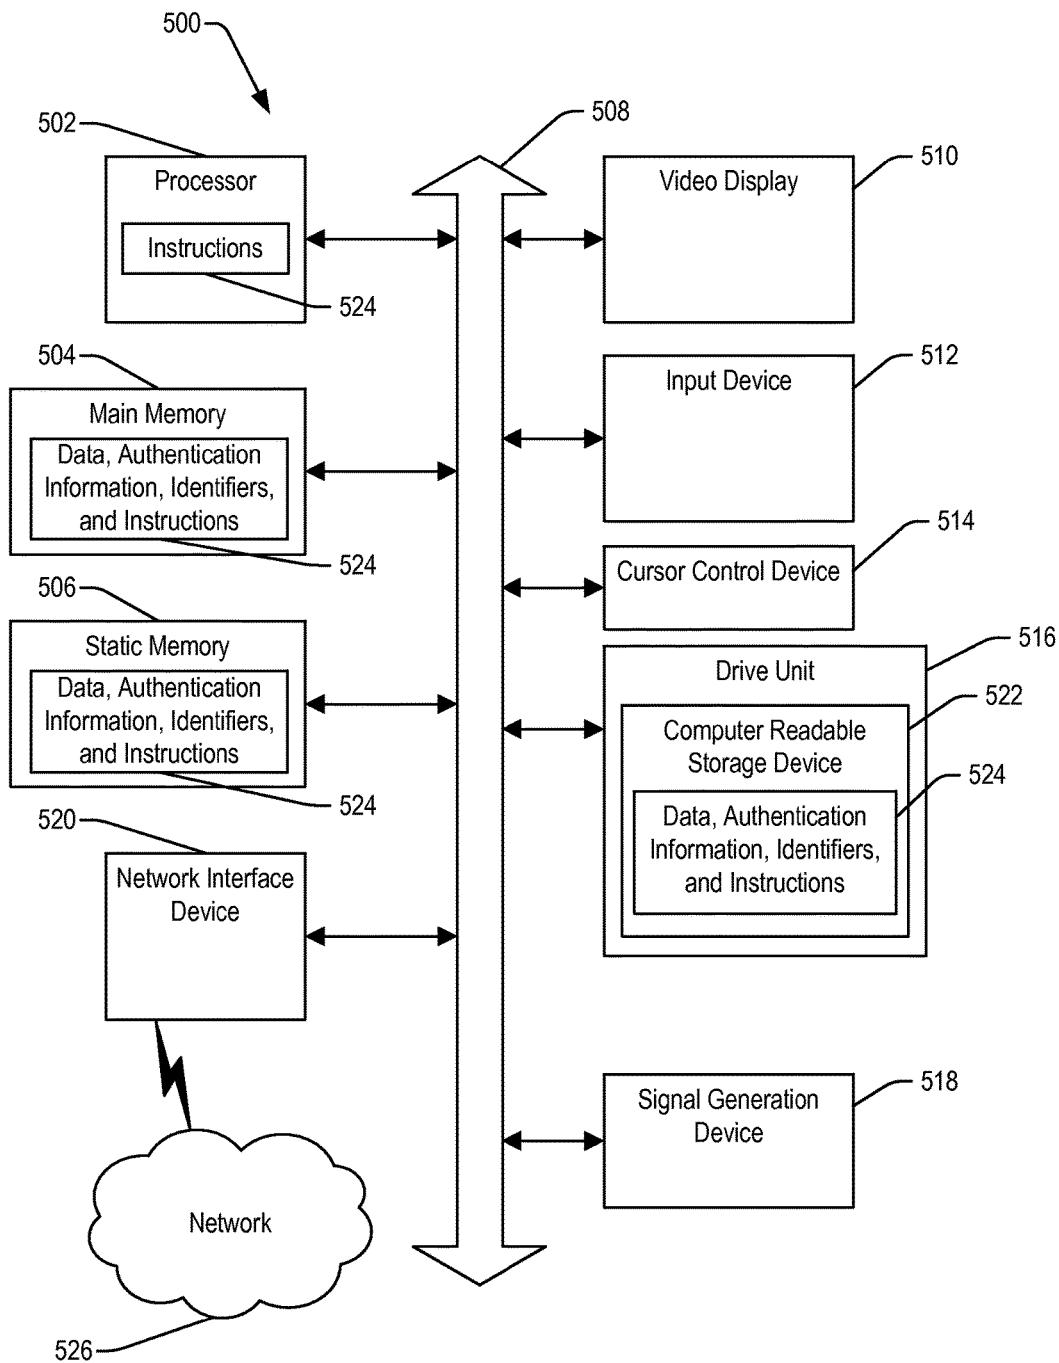 500
502
Processor
Instructions
524
504
Main Memory
Data, Authentication
Information, Identifiers,
and Instructions
524
506
Static Memory
Data, Authentication
Information, Identifiers,
and Instructions
524
520
Network Interface
Device
Network
526
508
510
Video Display
512
Input Device
514
Cursor Control Device
516
Drive Unit
522
Computer Readable
Storage Device
524
Data, Authentication
Information, Identifiers,
and Instructions
518
Signal Generation
Device